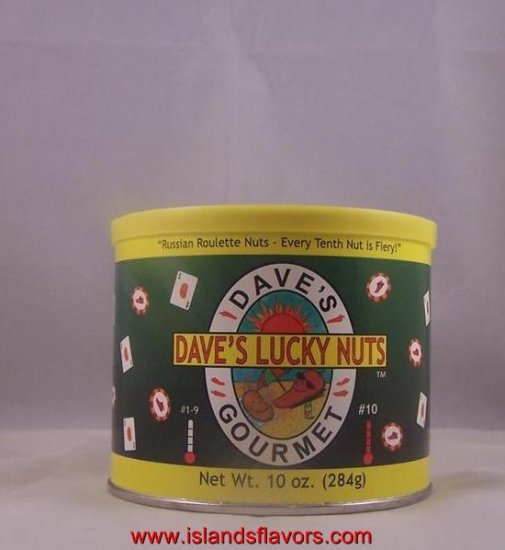 "Russian Roulette Nuts - Every Tenth Nut is Fiery!"
DAVE'S
DAVE'S LUCKY NUTS TM
GOURMET
#1-9
#10
Net Wt. 10 oz. (284g)
www.islandsflavors.com